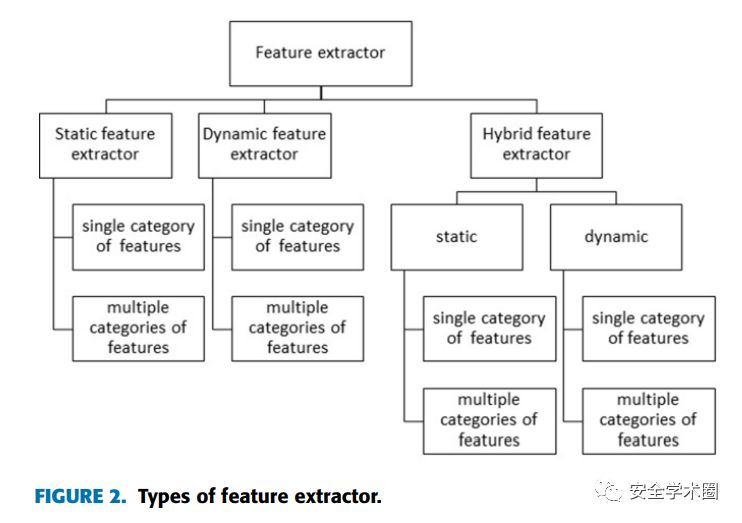 Feature extractor
Static feature
extractor
Dynamic feature
extractor
Hybrid feature
extractor
single category
of features
multiple
categories of
features
single category
of features
multiple
categories of
features
static
dynamic
single category
of features
multiple
categories of
features
single category
of features
multiple
categories of
features
FIGURE 2. Types of feature extractor.
安全学术圈